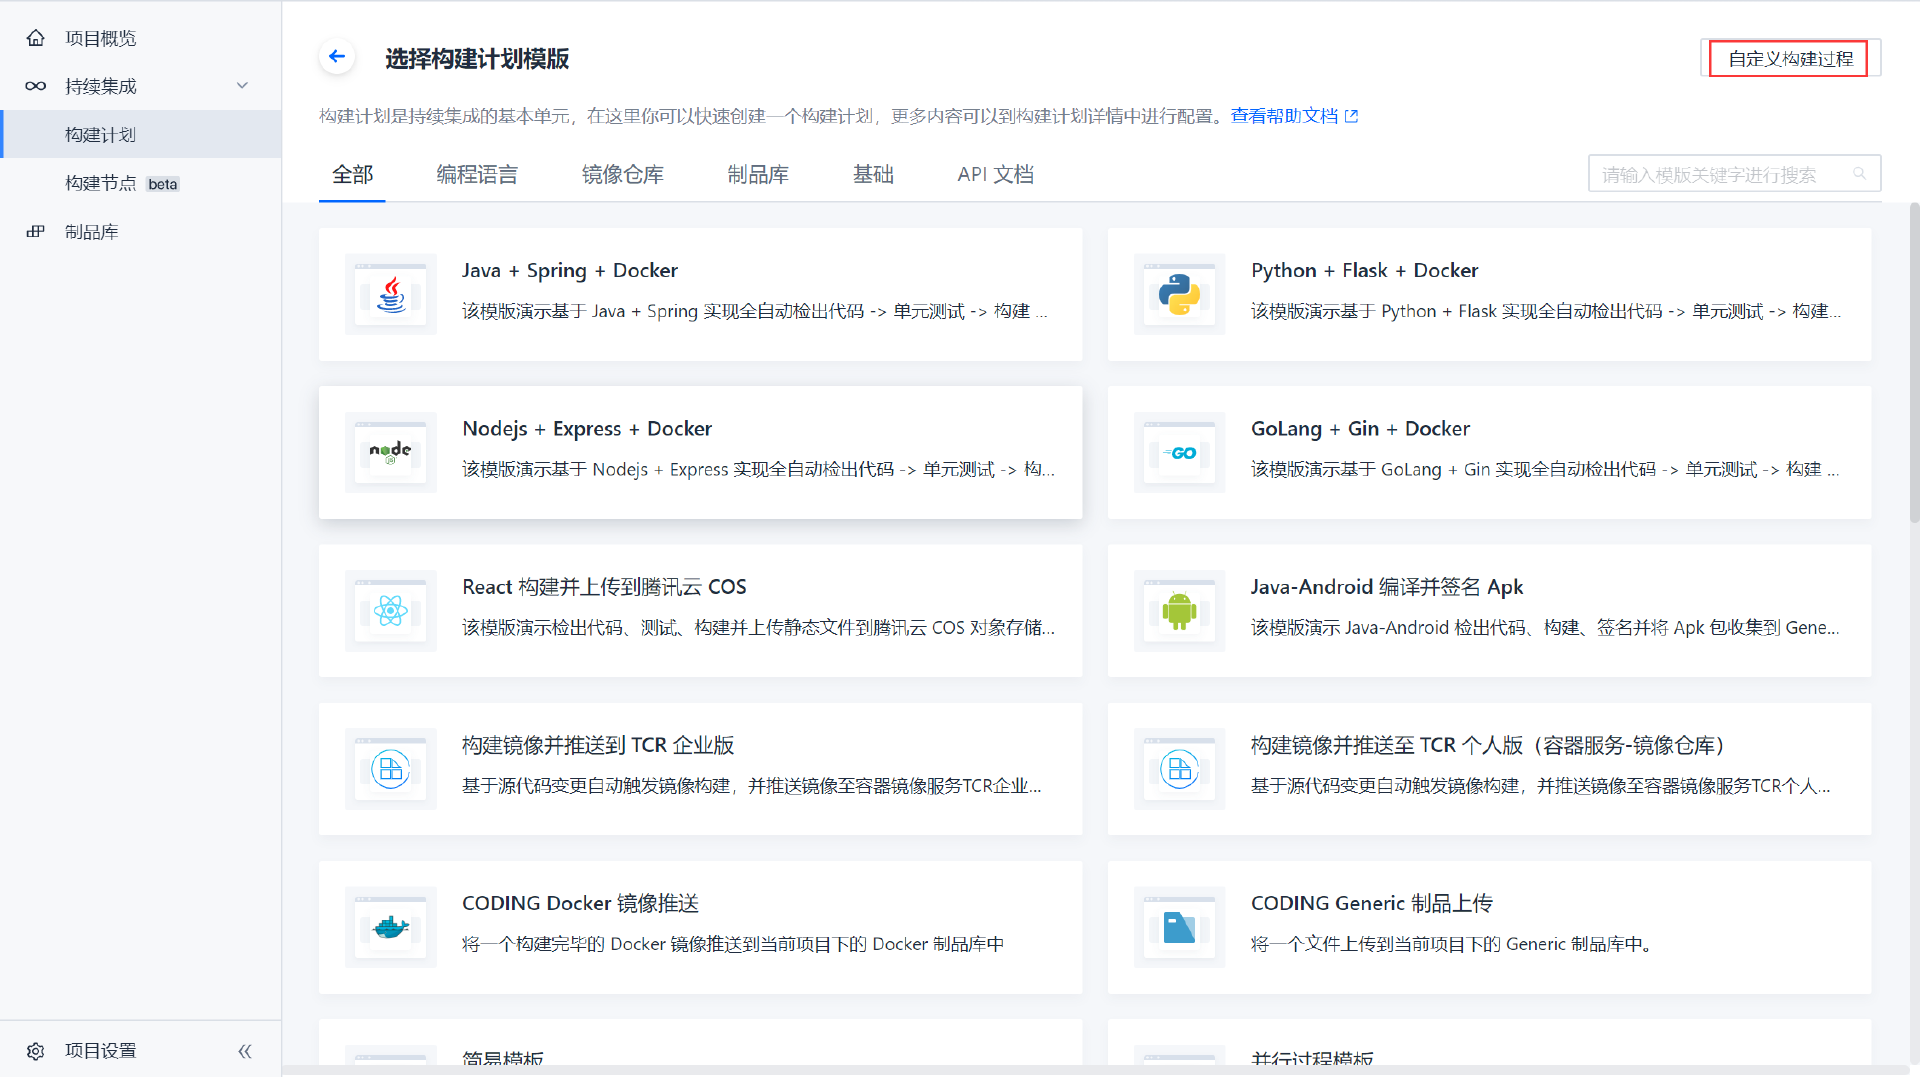 项目概览
持续集成
构建计划
构建节点 beta
制品库
项目设置
选择构建计划模版
自定义构建过程
构建计划是持续集成的基本单元，在这里你可以快速创建一个构建计划，更多内容可以到构建计划详情中进行配置。查看帮助文档
全部 编程语言 镜像仓库 制品库 基础 API 文档
请输入模版关键字进行搜索
Java + Spring + Docker
该模版演示基于 Java + Spring 实现全自动检出代码 -> 单元测试 -> 构建 ...
Python + Flask + Docker
该模版演示基于 Python + Flask 实现全自动检出代码 -> 单元测试 -> 构建...
Nodejs + Express + Docker
该模版演示基于 Nodejs + Express 实现全自动检出代码 -> 单元测试 -> 构...
node
JS
GoLang + Gin + Docker
该模版演示基于 GoLang + Gin 实现全自动检出代码 -> 单元测试 -> 构建 ...
GO
React 构建并上传到腾讯云 COS
该模版演示检出代码、测试、构建并上传静态文件到腾讯云 COS 对象存储...
Java-Android 编译并签名 Apk
该模版演示 Java-Android 检出代码、构建、签名并将 Apk 包收集到 Gene...
构建镜像并推送到 TCR 企业版
基于源代码变更自动触发镜像构建，并推送镜像至容器镜像服务TCR企业...
构建镜像并推送至 TCR 个人版（容器服务-镜像仓库）
基于源代码变更自动触发镜像构建，并推送镜像至容器镜像服务TCR个人...
CODING Docker 镜像推送
将一个构建完毕的 Docker 镜像推送到当前项目下的 Docker 制品库中
CODING Generic 制品上传
将一个文件上传到当前项目下的 Generic 制品库中。
简易模板
并行过程模板